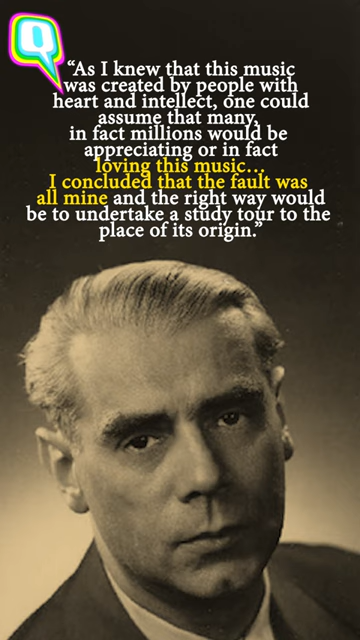 Q
“As I knew that this music
was created by people with
heart and intellect, one could
assume that many,
in fact millions would be
appreciating or in fact
loving this music...
I concluded that the fault was
all mine and the right way would
be to undertake a study tour to the
place of its origin.”